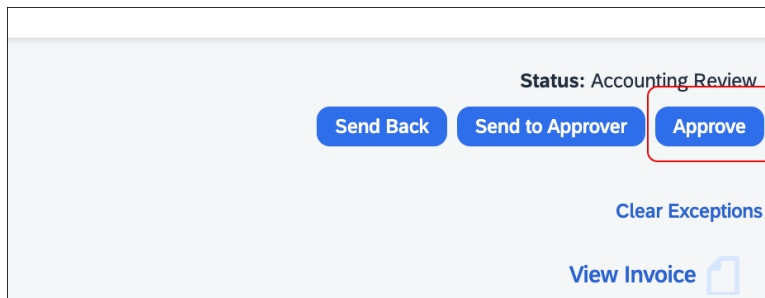 Status: Accounting Review
Send Back Send to Approver Approve
Clear Exceptions
View Invoice